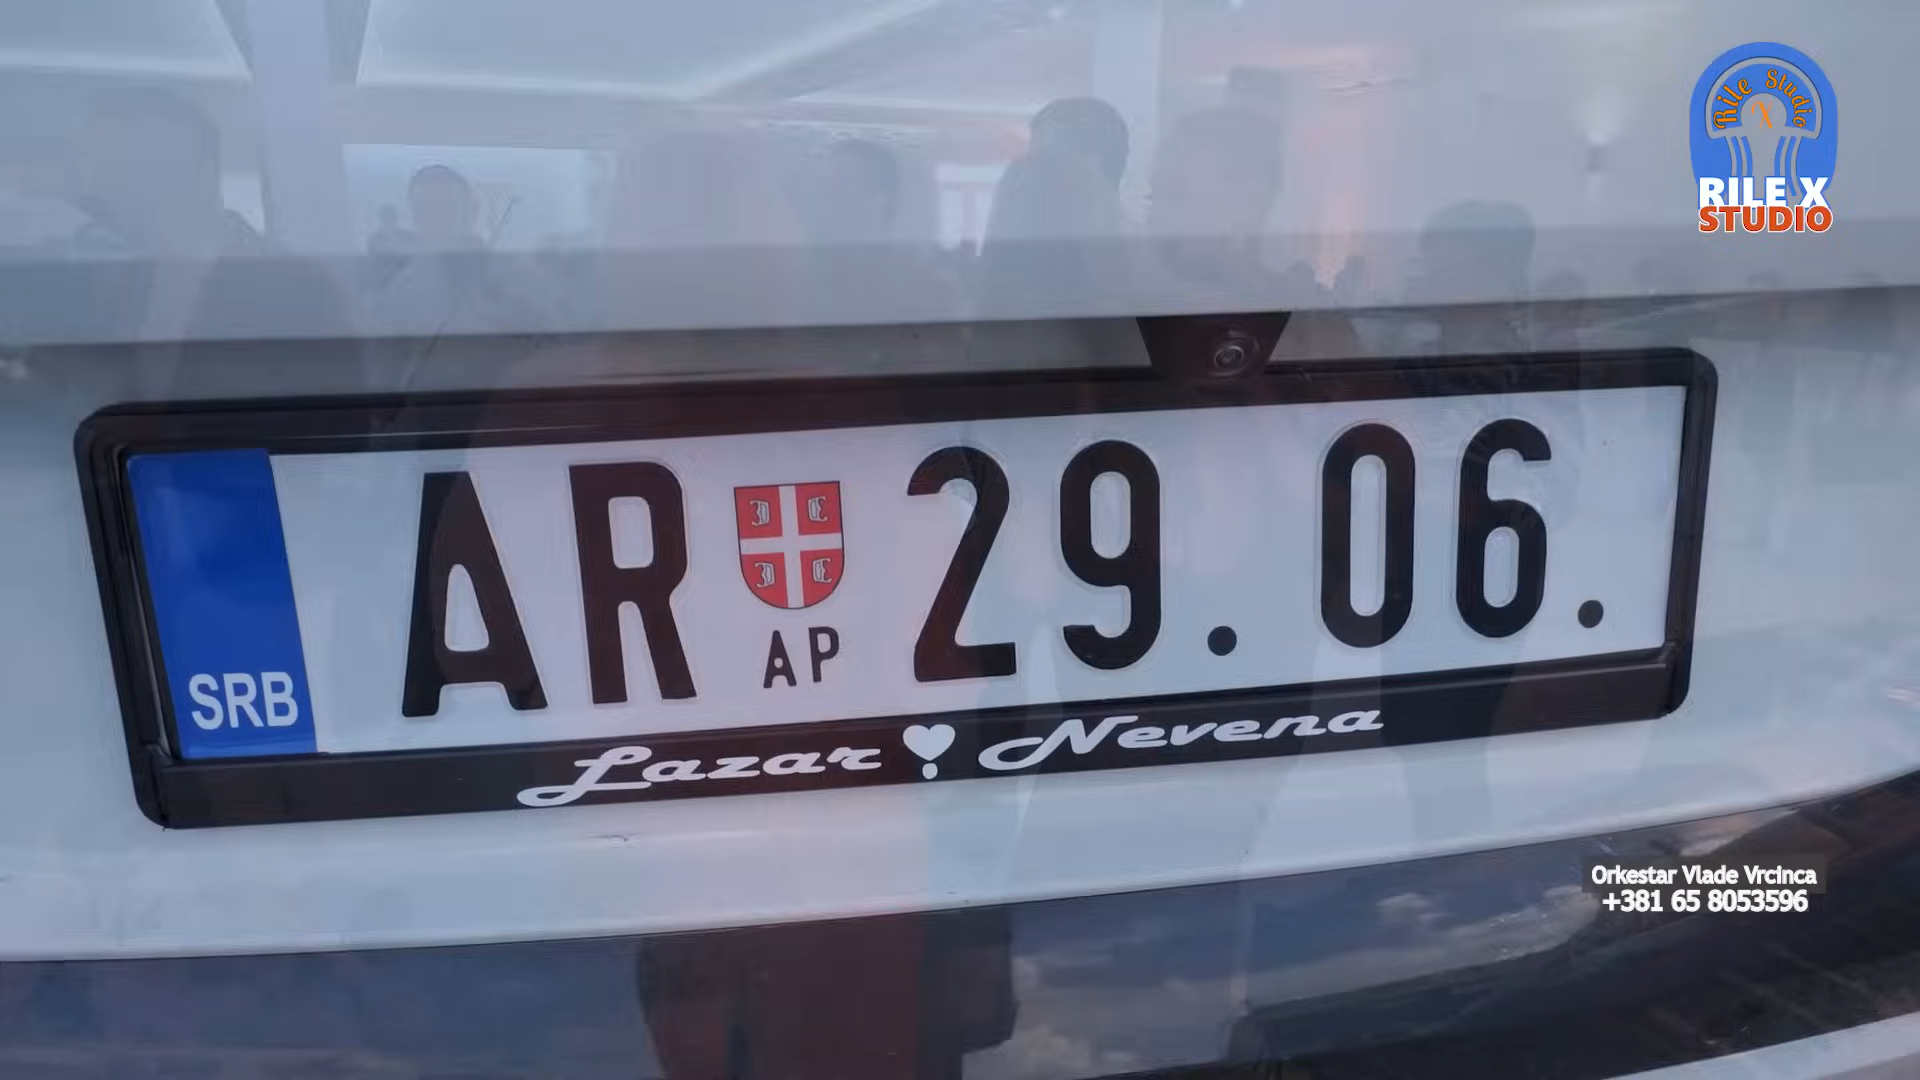 Rile Studio
X
RILE X
STUDIO
AR 29.06.
AP
SRB
Lazar Nevena
Orkestar Vlade Vrcinca
+381 65 8053596